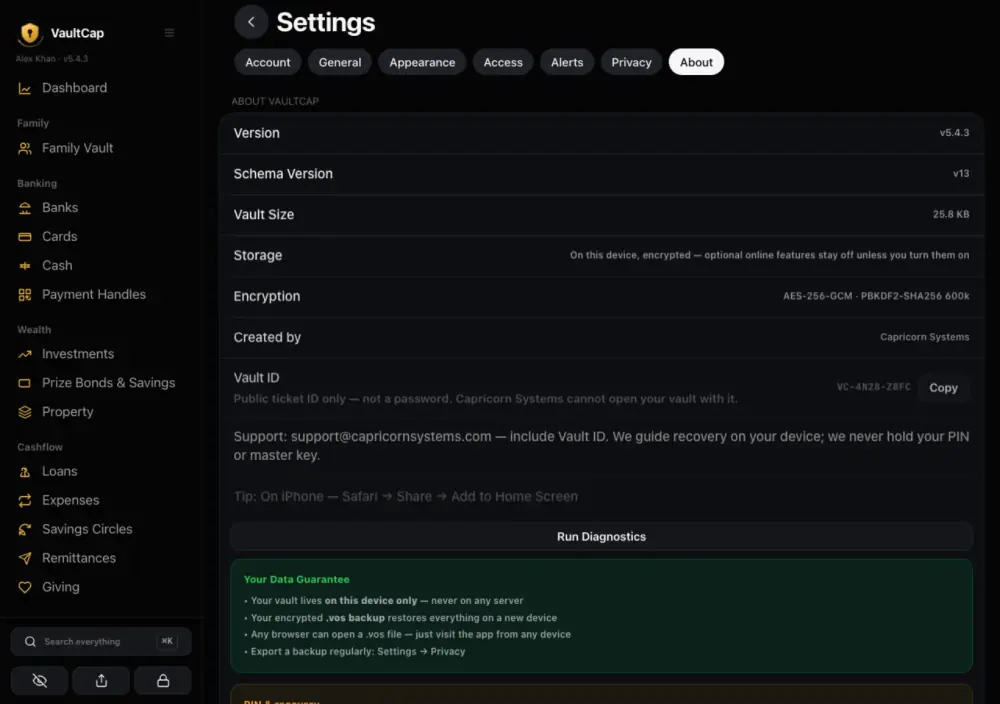 VaultCap
Alex Khan · v5.4.3
Dashboard
Family
Family Vault
Banking
Banks
Cards
Cash
Payment Handles
Wealth
Investments
Prize Bonds & Savings
Property
Cashflow
Loans
Expenses
Savings Circles
Remittances
Giving
Search everything
⌘K
Settings
Account
General
Appearance
Access
Alerts
Privacy
About
ABOUT VAULTCAP
Version
v5.4.3
Schema Version
v13
Vault Size
25.8 KB
Storage
On this device, encrypted — optional online features stay off unless you turn them on
Encryption
AES-256-GCM · PBKDF2-SHA256 600k
Created by
Capricorn Systems
Vault ID
Public ticket ID only — not a password. Capricorn Systems cannot open your vault with it.
VC-4N28-Z8FC
Copy
Support: support@capricornsystems.com — include Vault ID. We guide recovery on your device; we never hold your PIN
or master key.
Tip: On iPhone — Safari → Share → Add to Home Screen
Run Diagnostics
Your Data Guarantee
• Your vault lives on this device only — never on any server
• Your encrypted .vos backup restores everything on a new device
• Any browser can open a .vos file — just visit the app from any device
• Export a backup regularly: Settings → Privacy
PIN & recovery